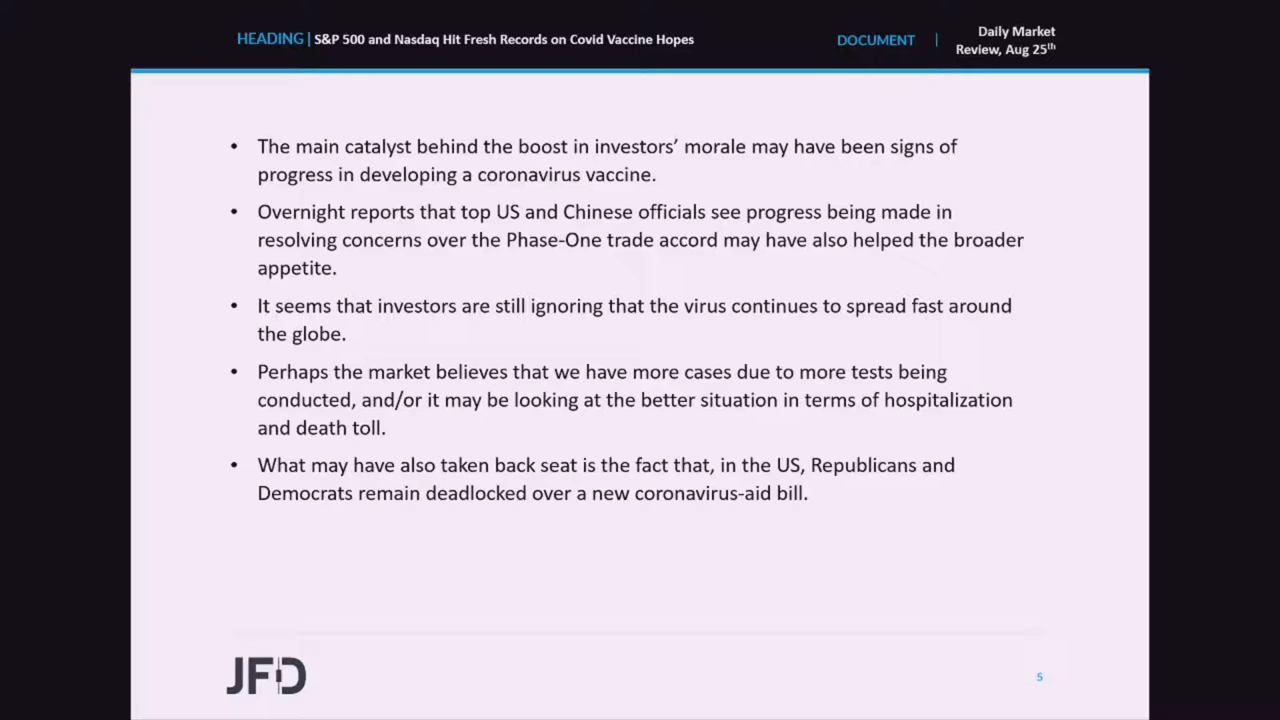 HEADING | S&P 500 and Nasdaq Hit Fresh Records on Covid Vaccine Hopes
DOCUMENT |
Daily Market
Review, Aug 25th
• The main catalyst behind the boost in investors’ morale may have been signs of
progress in developing a coronavirus vaccine.
• Overnight reports that top US and Chinese officials see progress being made in
resolving concerns over the Phase-One trade accord may have also helped the broader
appetite.
• It seems that investors are still ignoring that the virus continues to spread fast around
the globe.
• Perhaps the market believes that we have more cases due to more tests being
conducted, and/or it may be looking at the better situation in terms of hospitalization
and death toll.
• What may have also taken back seat is the fact that, in the US, Republicans and
Democrats remain deadlocked over a new coronavirus-aid bill.
JFD
5